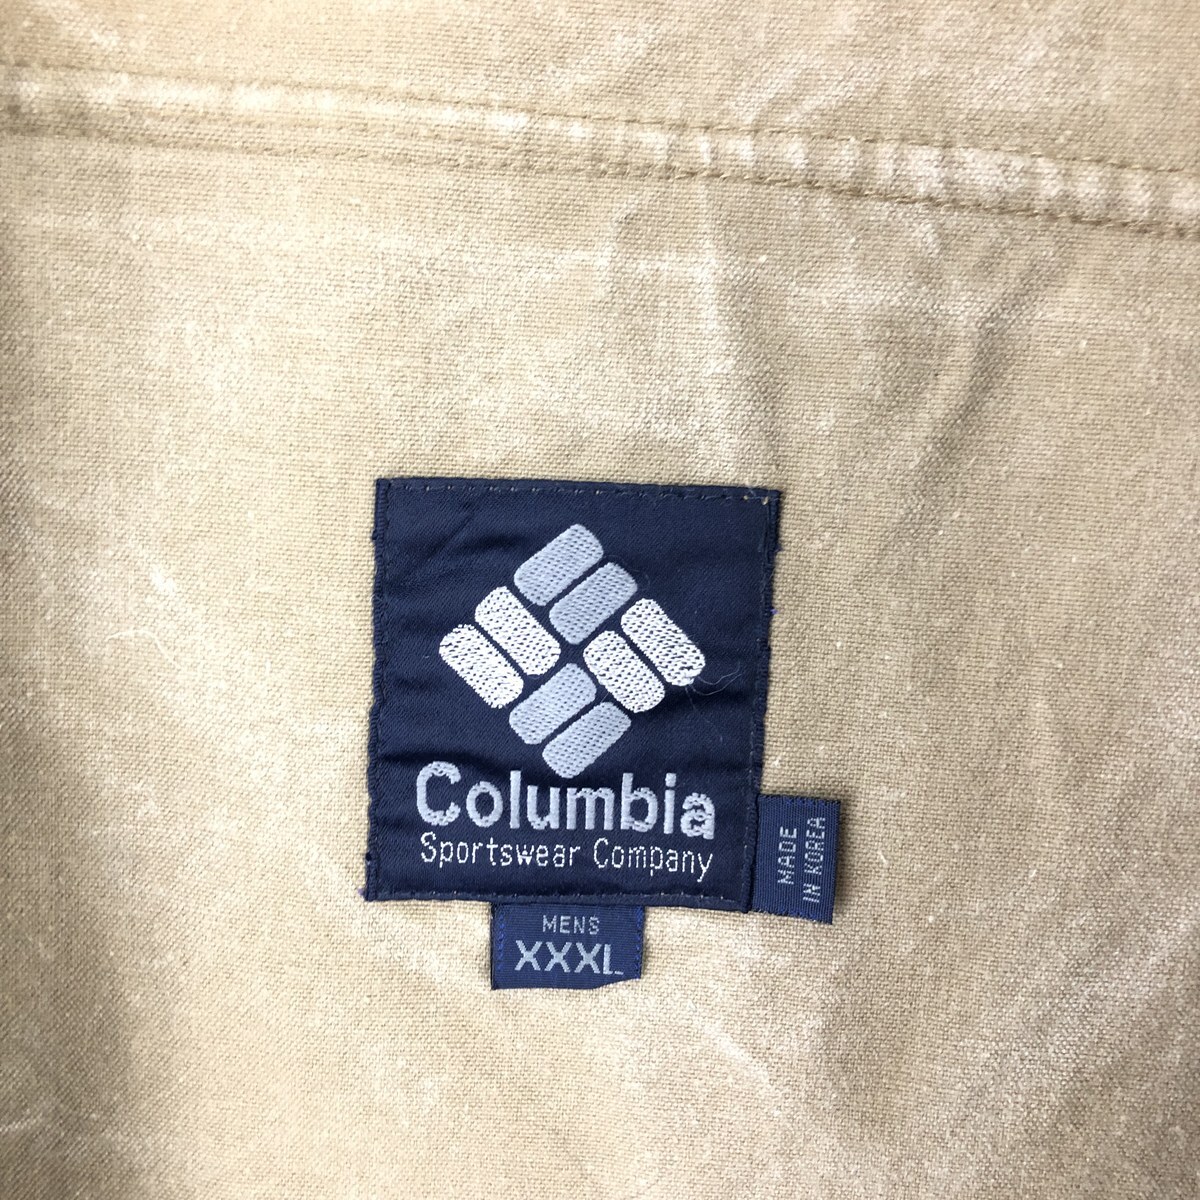 Columbia
Sportswear Company
MADE
IN KOREA
MENS
XXXL